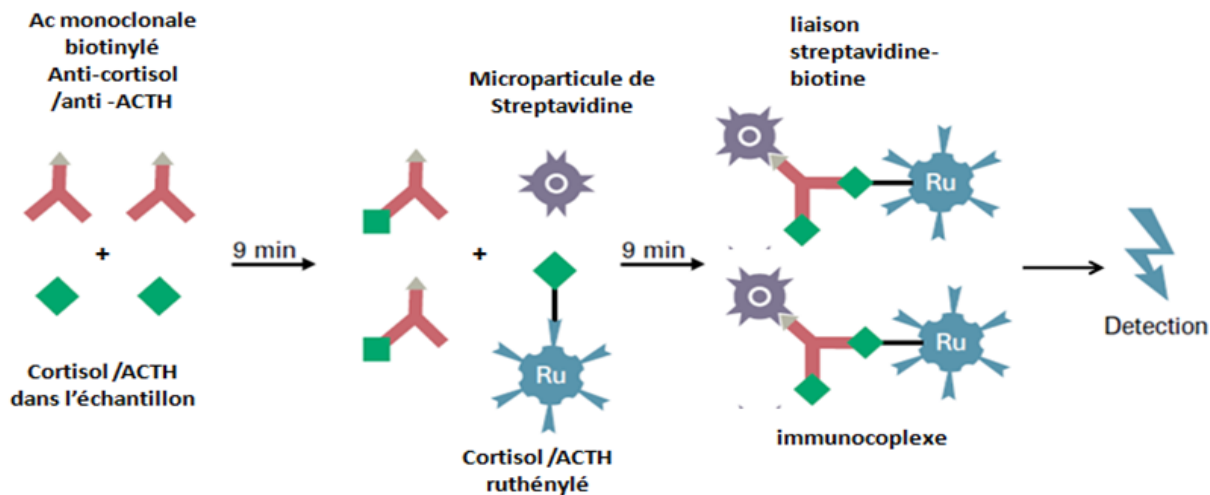 Ac monoclonale
biotinylé
Anti-cortisol
/anti -ACTH
+
Cortisol /ACTH
dans l'échantillon
9 min
Microparticule de
Streptavidine
+
Ru
Cortisol /ACTH
ruthénylé
9 min
liaison
streptavidine-
biotine
Ru
Ru
immunocoplexe
Detection